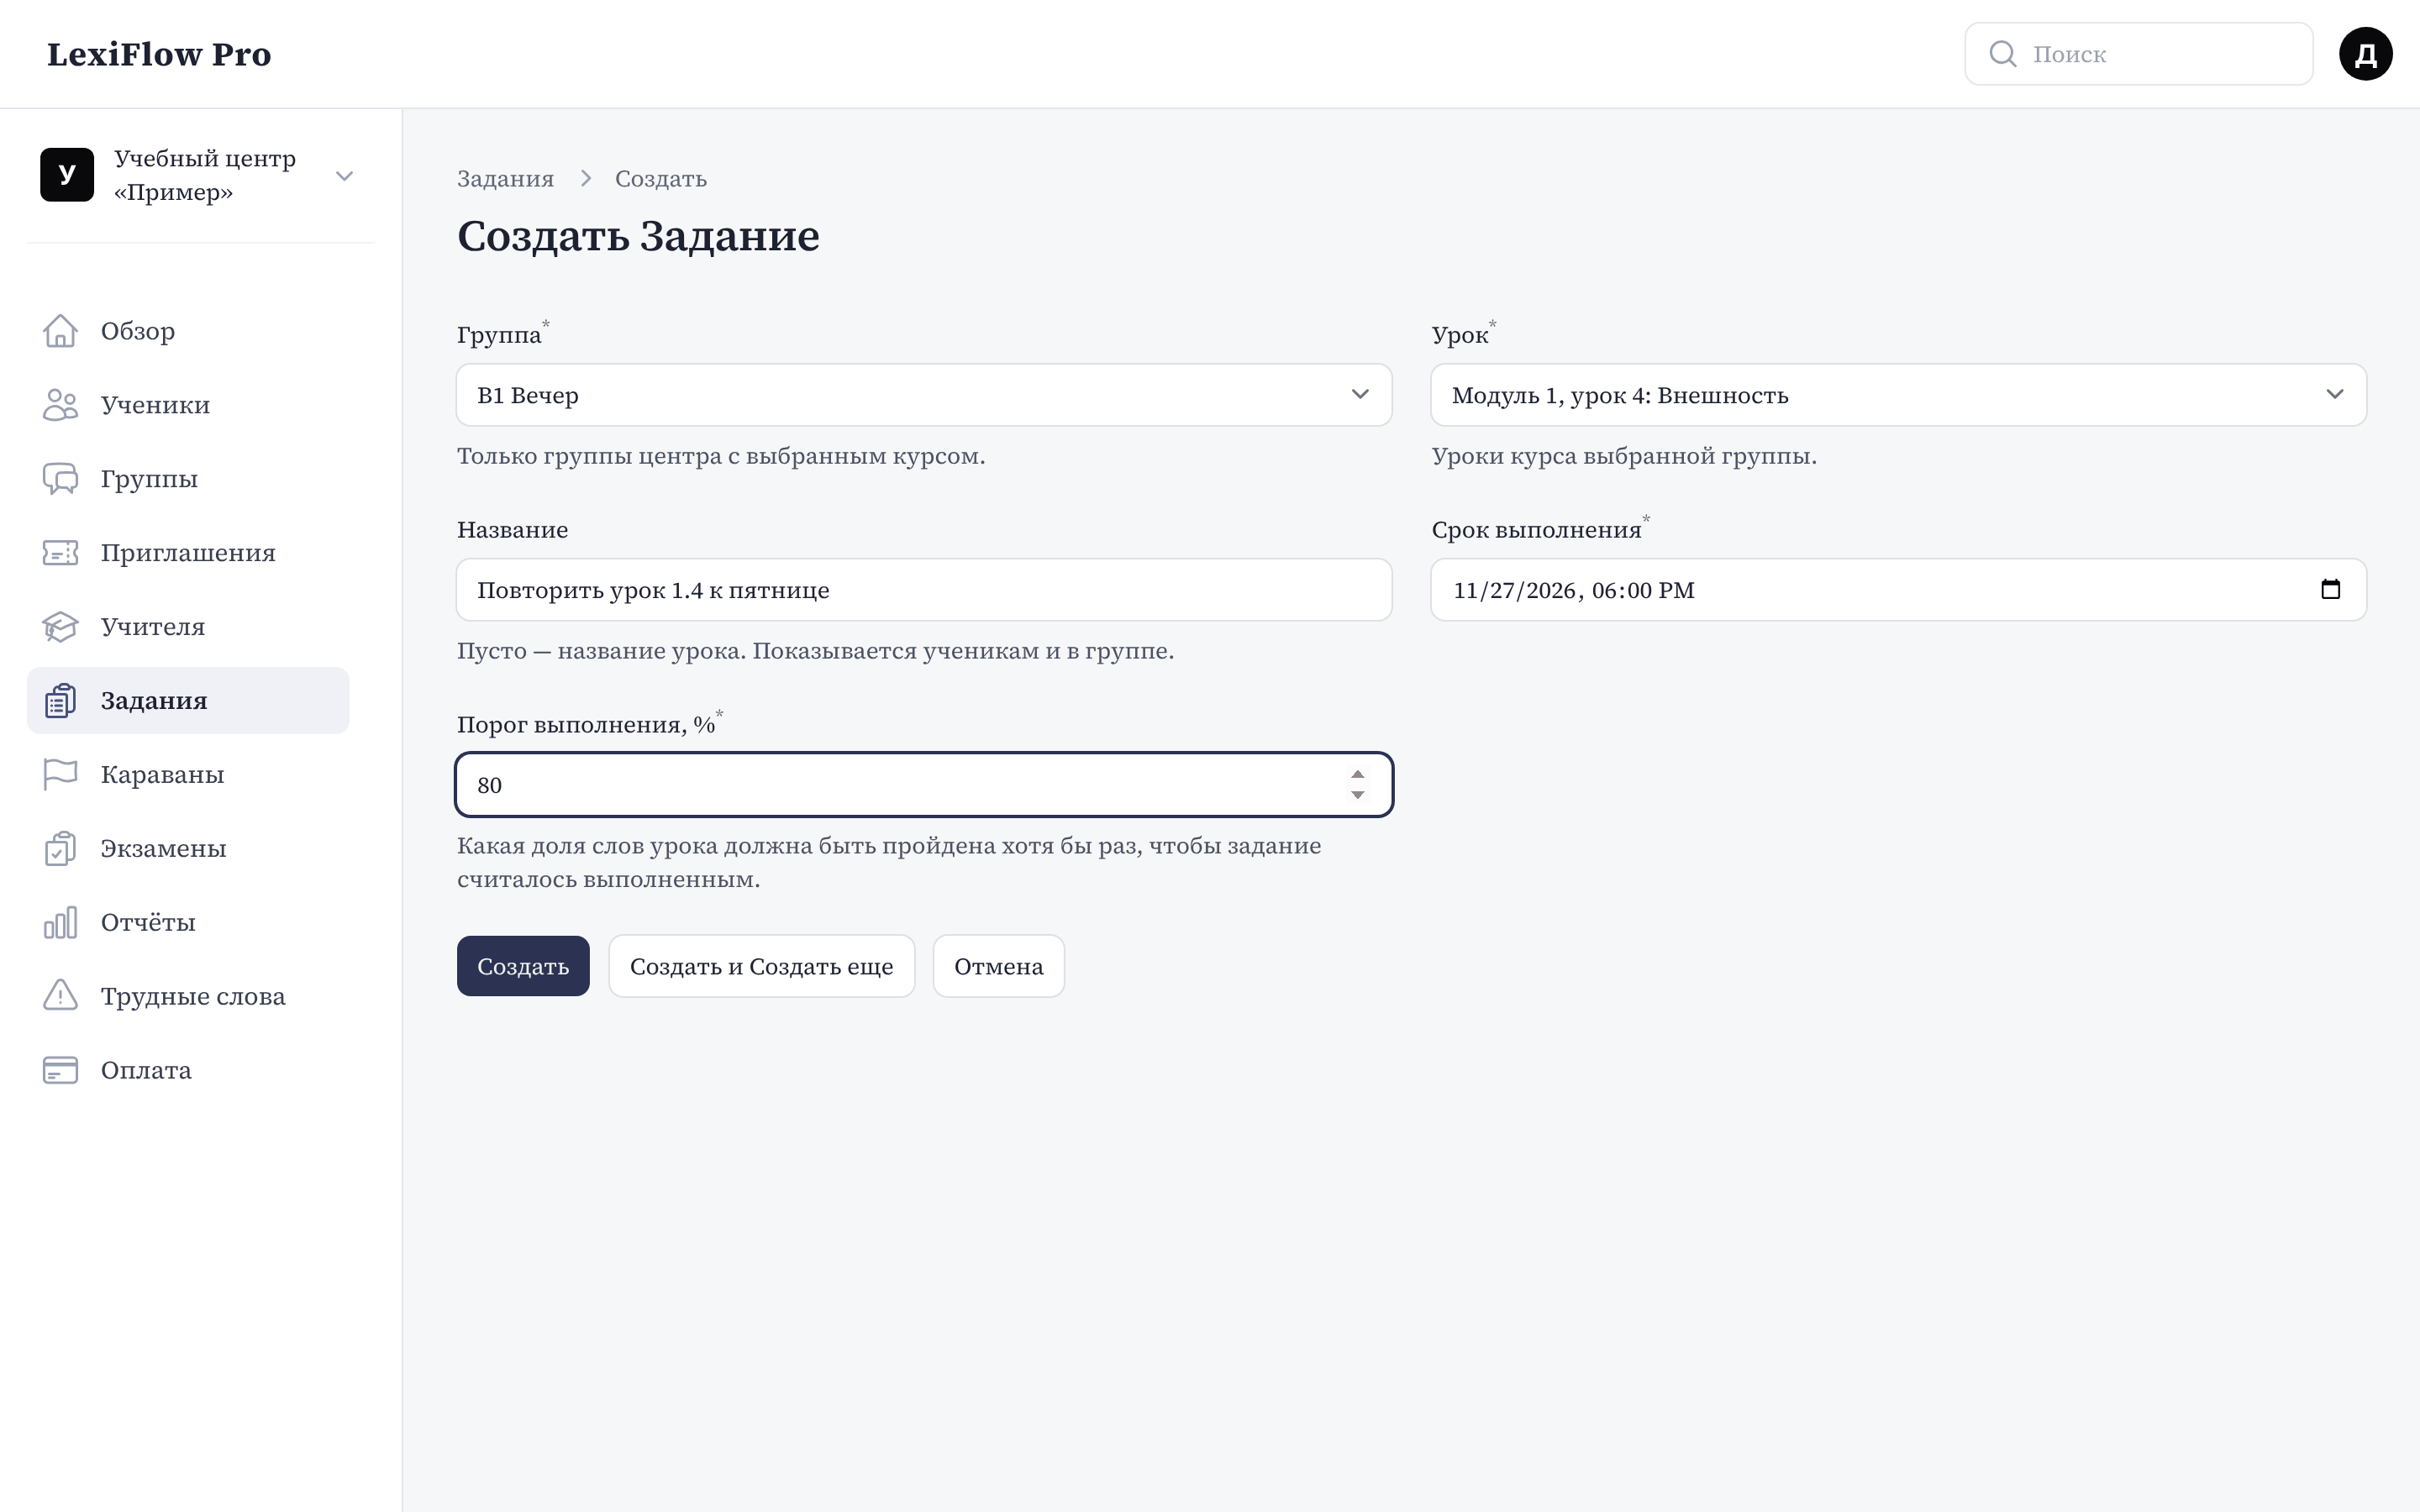 LexiFlow Pro
Поиск
Д
У
Учебный центр
«Пример»
Обзор
Ученики
Группы
Приглашения
Учителя
Задания
Караваны
Экзамены
Отчёты
Трудные слова
Оплата
Задания > Создать
Создать Задание
Группа*
B1 Вечер
Только группы центра с выбранным курсом.
Урок*
Модуль 1, урок 4: Внешность
Уроки курса выбранной группы.
Название
Повторить урок 1.4 к пятнице
Пусто — название урока. Показывается ученикам и в группе.
Срок выполнения*
11/27/2026, 06:00 PM
Порог выполнения, %*
80
Какая доля слов урока должна быть пройдена хотя бы раз, чтобы задание
считалось выполненным.
Создать
Создать и Создать еще
Отмена